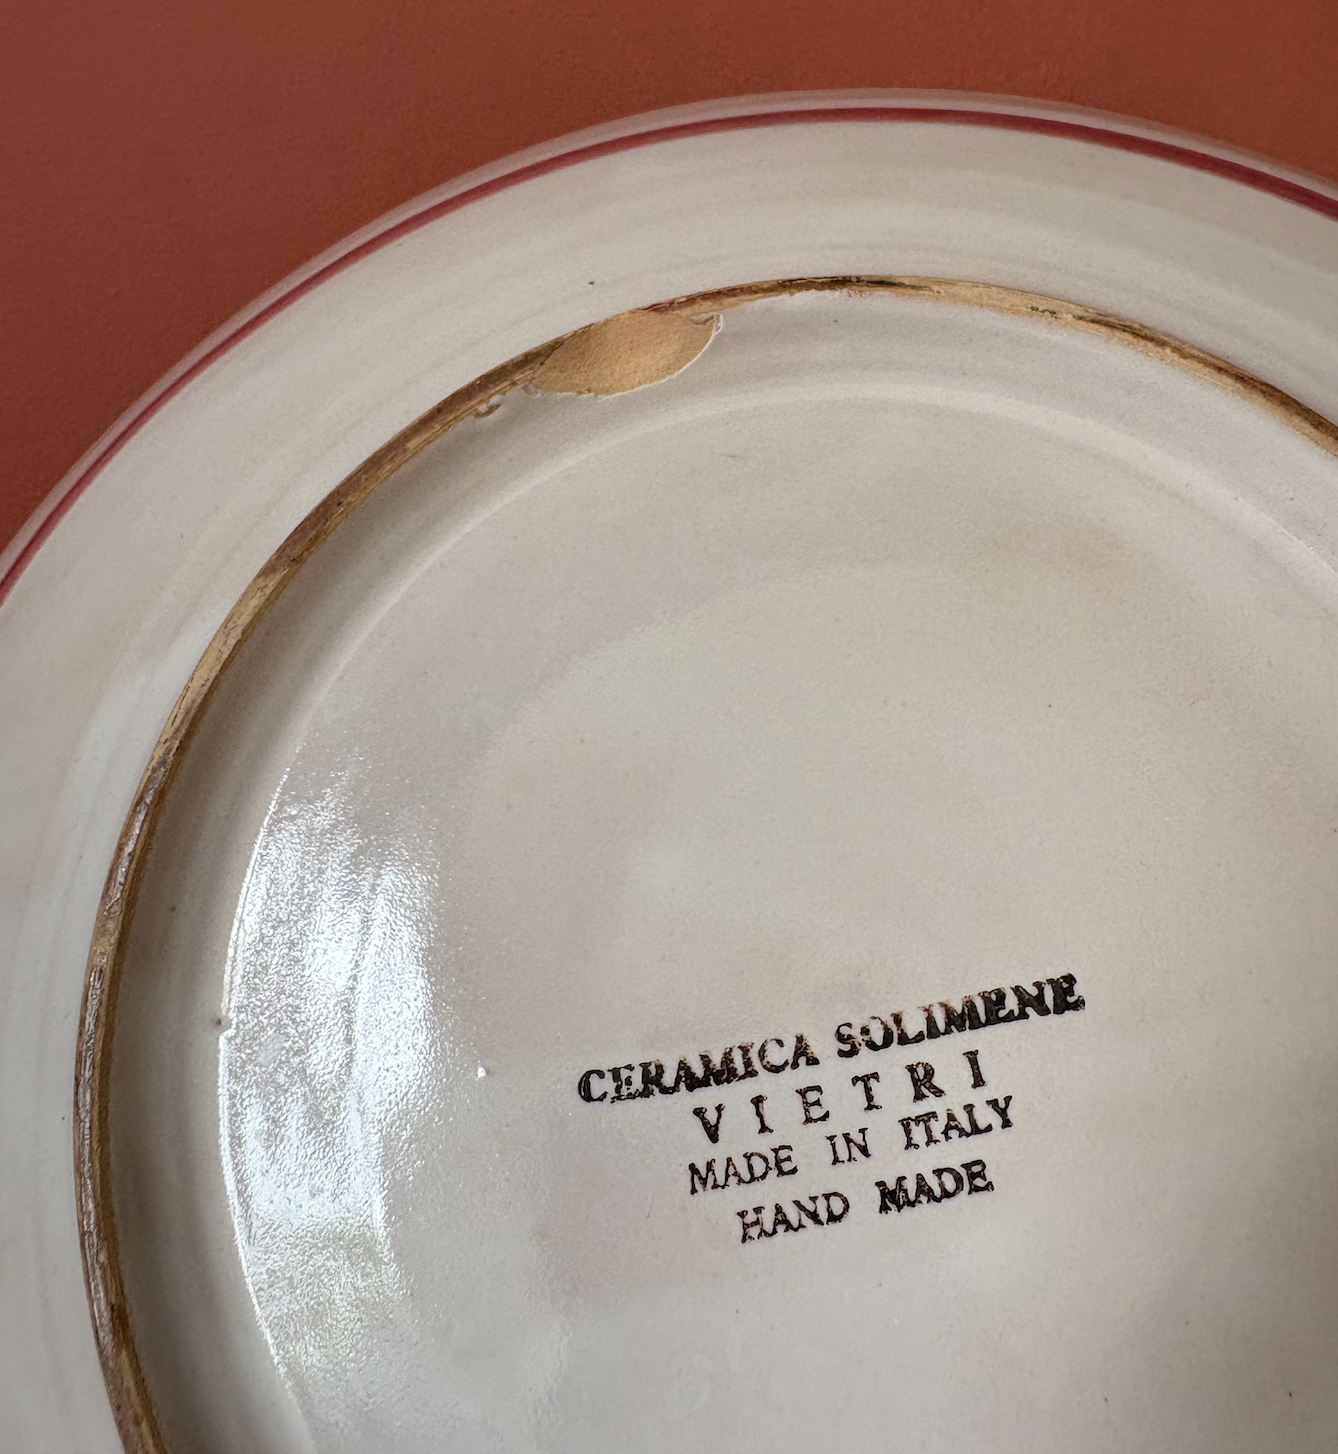 CERAMICA SOLIMENE
VIETRI
MADE IN ITALY
HAND MADE